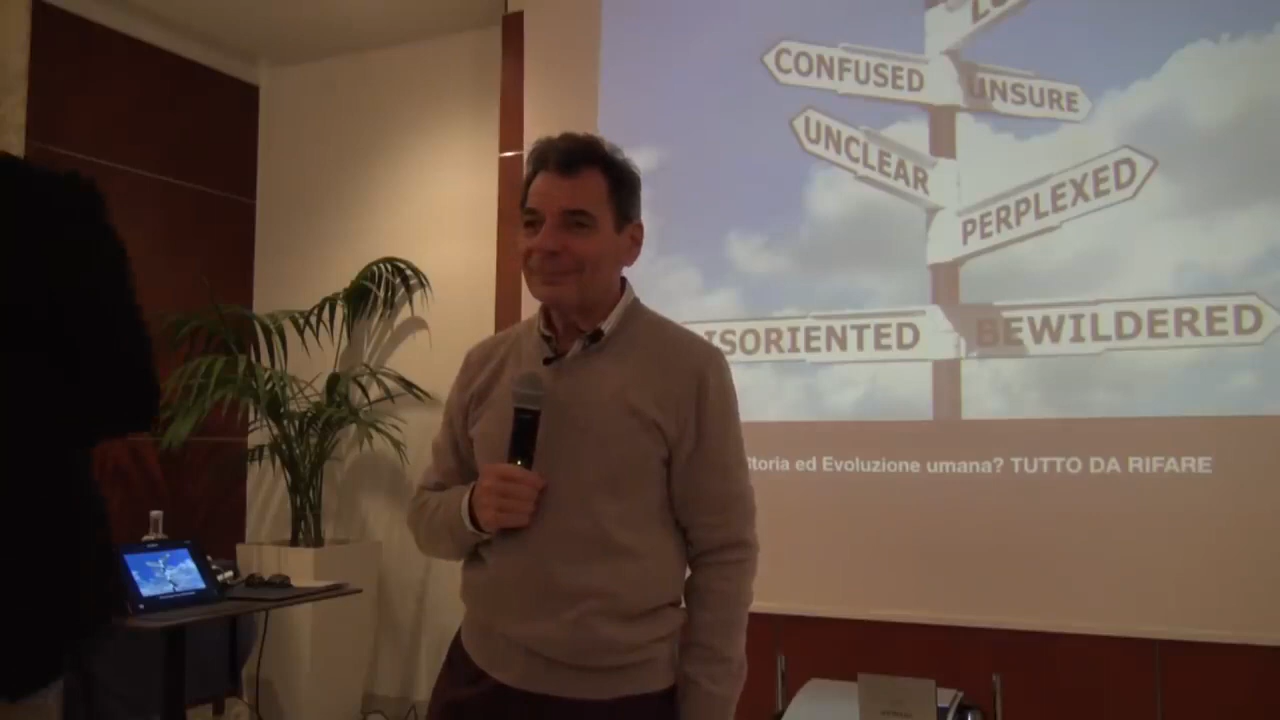 CONFUSED
UNSURE
UNCLEAR
PERPLEXED
ISORIENTED
BEWILDERED
toria ed Evoluzione umana? TUTTO DA RIFARE